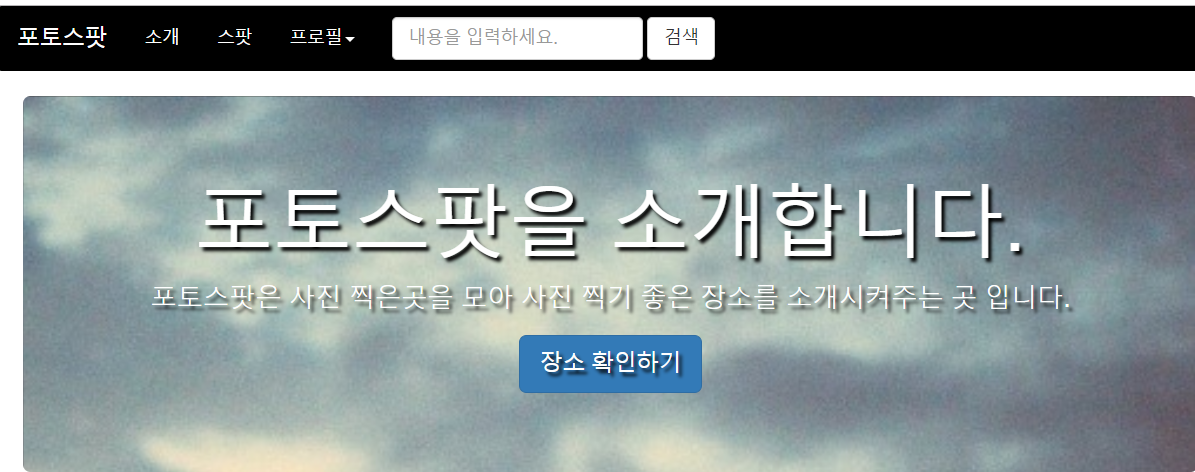 포토스팟 소개 스팟 프로필 내용을 입력하세요. 검색
포토스팟을 소개합니다.
포토스팟은 사진 찍은곳을 모아 사진 찍기 좋은 장소를 소개시켜주는 곳 입니다.
장소 확인하기